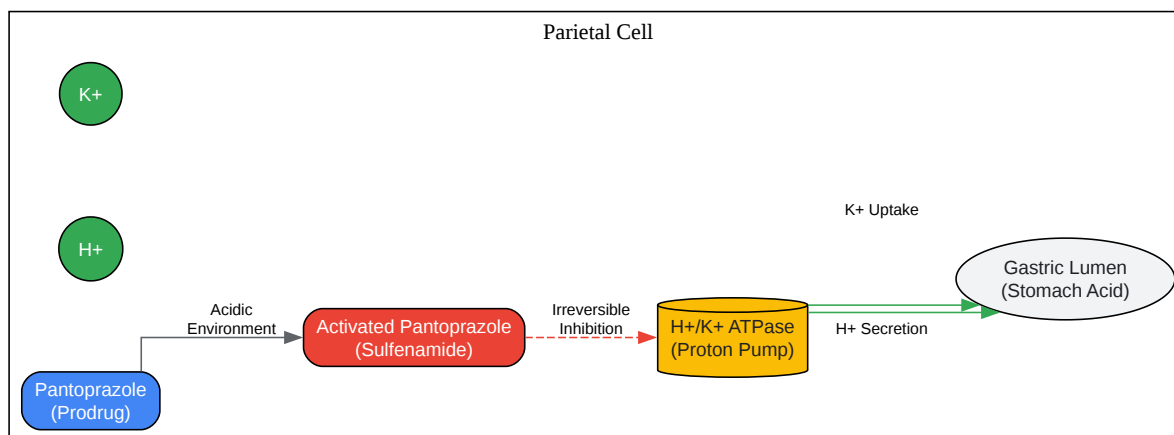 Parietal Cell
K+
K+ Uptake
H+
Gastric Lumen
(Stomach Acid)
Acidic
Environment
Activated Pantoprazole
(Sulfenamide)
Irreversible
Inhibition
H+/K+ ATPase
(Proton Pump)
H+ Secretion
Pantoprazole
(Prodrug)